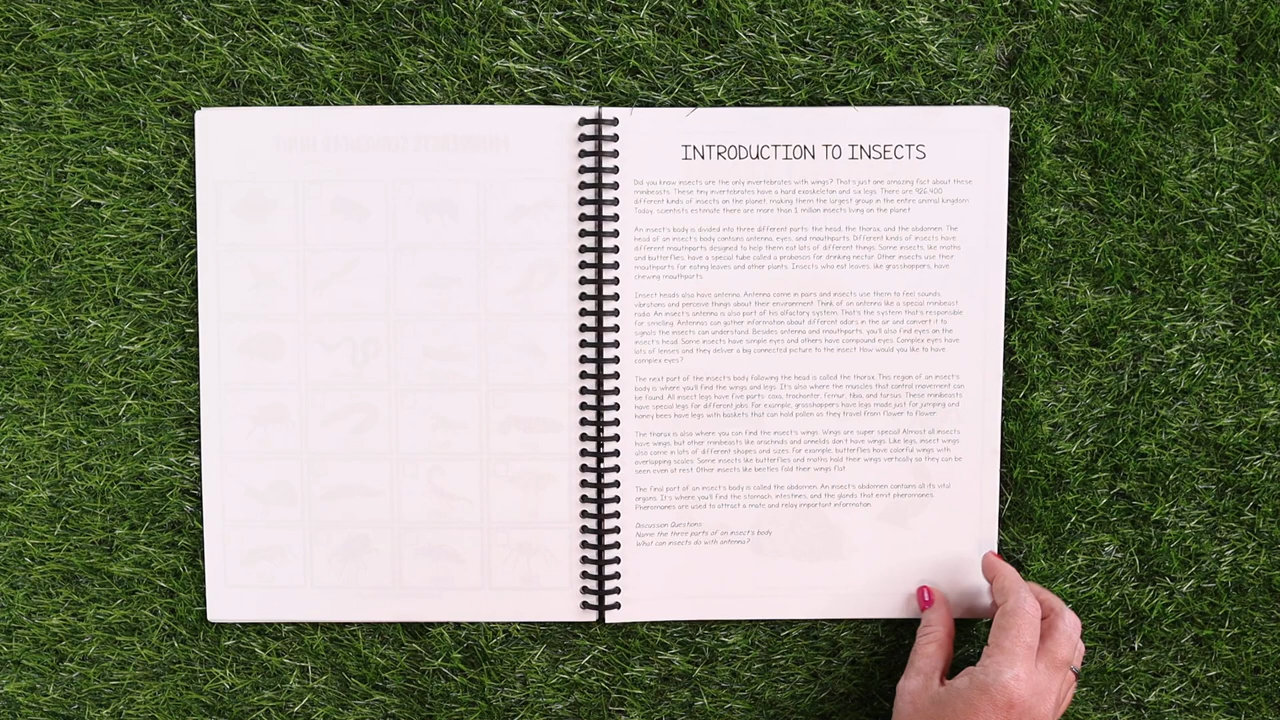 INTRODUCTION TO INSECTS
Did you know insects are the only invertebrates with wings? That's just one amazing fact about these
minibeasts. These tiny invertebrates have a hard exoskeleton and six legs. There are 926,400
different kinds of insects on the planet, making them the largest group in the entire animal kingdom.
Today, scientists estimate there are more than 1 million insects living on the planet.
An insect's body is divided into three different parts: the head, the thorax, and the abdomen. The
head of an insect's body contains antenna, eyes, and mouthparts. Different kinds of insects have
different mouthparts designed to help them eat lots of different things. Some insects, like moths
and butterflies, have a special tube called a proboscis for drinking nectar. Other insects use their
mouthparts for eating leaves and other plants. Insects who eat leaves, like grasshoppers, have
chewing mouthparts.
Insect heads also have antenna. Antenna come in pairs and insects use them to feel sounds,
vibrations and perceive things about their environment. Think of an antenna like a special minibeast
radio. An insect's antenna is also part of his olfactory system. That's the system that's responsible
for smelling. Antennas can gather information about different odors in the air and convert it to
signals the insects can understand. Besides antenna and mouthparts, you'll also find eyes on the
insect's head. Some insects have simple eyes and others have compound eyes. Complex eyes have
lots of lenses and they deliver a big connected picture to the insect. How would you like to have
complex eyes?
The next part of the insect's body following the head is called the thorax. This region of an insect's
body is where you'll find the wings and legs. It's also where the muscles that control movement can
be found. All insect legs have five parts: coxa, trochanter, femur, tibia, and tarsus. These minibeasts
have special legs for different jobs. For example, grasshoppers have legs made just for jumping and
honey bees have legs with baskets that can hold pollen as they travel from flower to flower.
The thorax is also where you can find the insect's wings. Wings are super special! Almost all insects
have wings, but other minibeasts like arachnids and annelids don't have wings. Like legs, insect wings
also come in lots of different shapes and sizes. For example, butterflies have colorful wings with
overlapping scales. Some insects like butterflies and moths hold their wings vertically so they can be
seen even at rest. Other insects like beetles fold their wings flat.
The final part of an insect's body is called the abdomen. An insect's abdomen contains all its vital
organs. It's where you'll find the stomach, intestines, and the glands that emit pheromones.
Pheromones are used to attract a mate and relay important information.
Discussion Questions:
Name the three parts of an insect's body.
What can insects do with antenna?